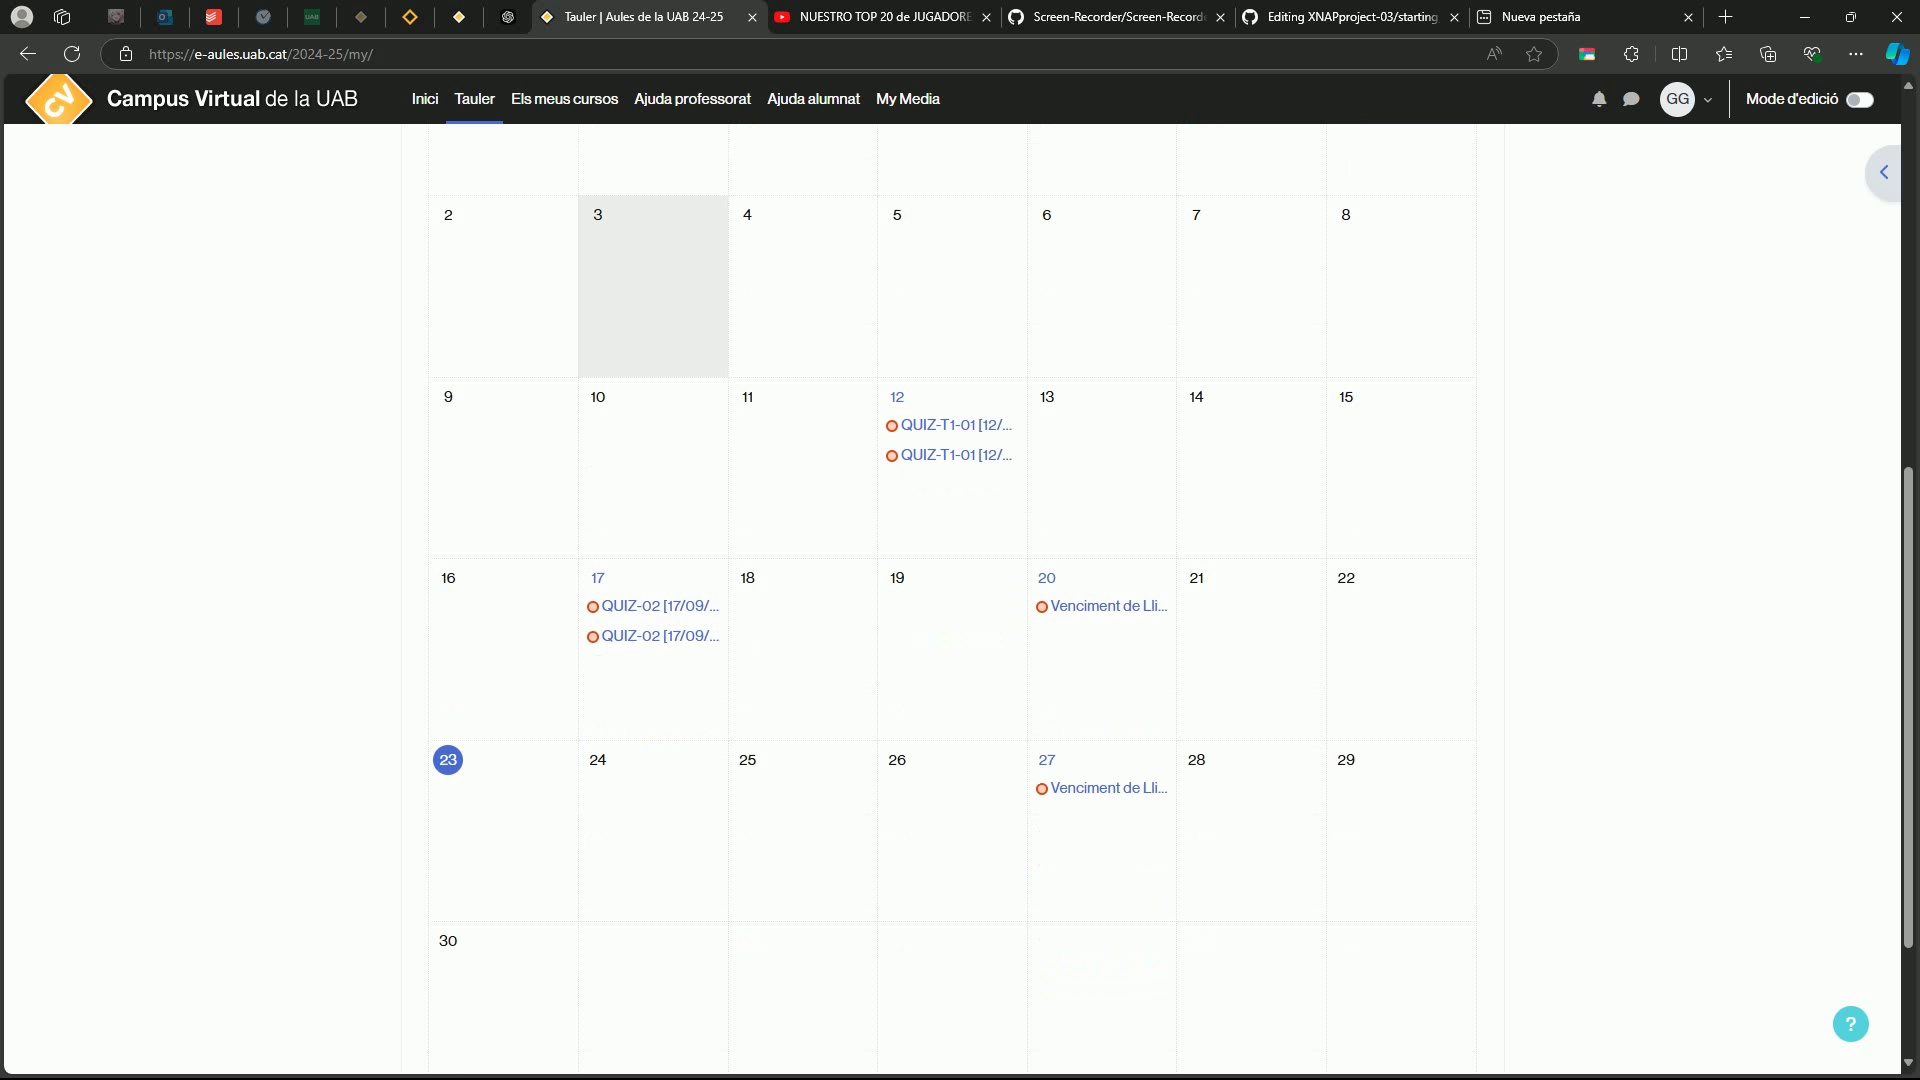 Tauler | Aules de la UAB 24-25
NUESTRO TOP 20 de JUGADORE
Screen-Recorder/Screen-Record
Editing XNAPproject-03/starting
Nueva pestaña
https://e-aules.uab.cat/2024-25/my/
CV
Campus Virtual de la UAB
Inici
Tauler
Els meus cursos
Ajuda professorat
Ajuda alumnat
My Media
GG
Mode d'edició
2 3 4 5 6 7 8
9 10 11 12 13 14 15
QUIZ-T1-01 [12/...
QUIZ-T1-01 [12/...
16 17 18 19 20 21 22
QUIZ-02 [17/09/... Venciment de Lli...
QUIZ-02 [17/09/...
23 24 25 26 27 28 29
Venciment de Lli...
30
?